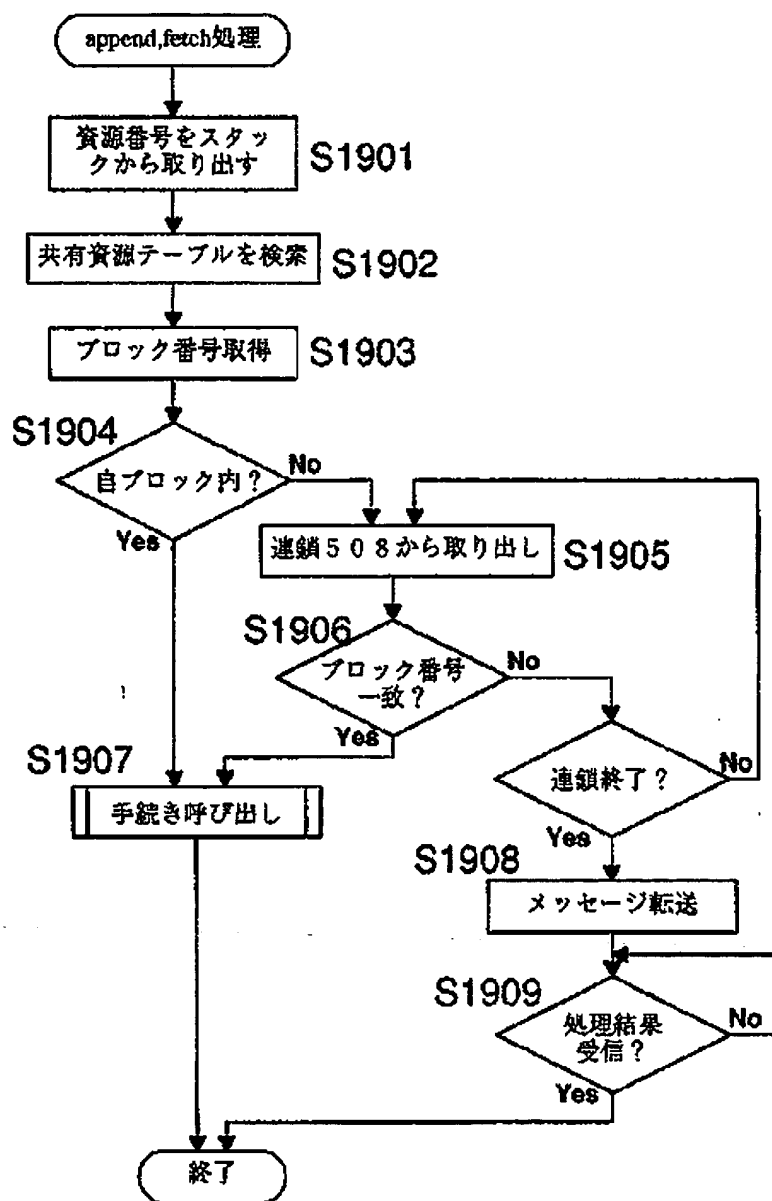 append,fetch処理
資源番号をスタッ
クから取り出す
S1901
共有資源テーブルを検索
S1902
ブロック番号取得
S1903
S1904
自ブロック内？
No
Yes
連鎖508から取り出し
S1905
S1906
ブロック番号
一致？
No
Yes
S1907
手続き呼び出し
連鎖終了？
No
Yes
S1908
メッセージ転送
S1909
処理結果
受信？
No
Yes
終了